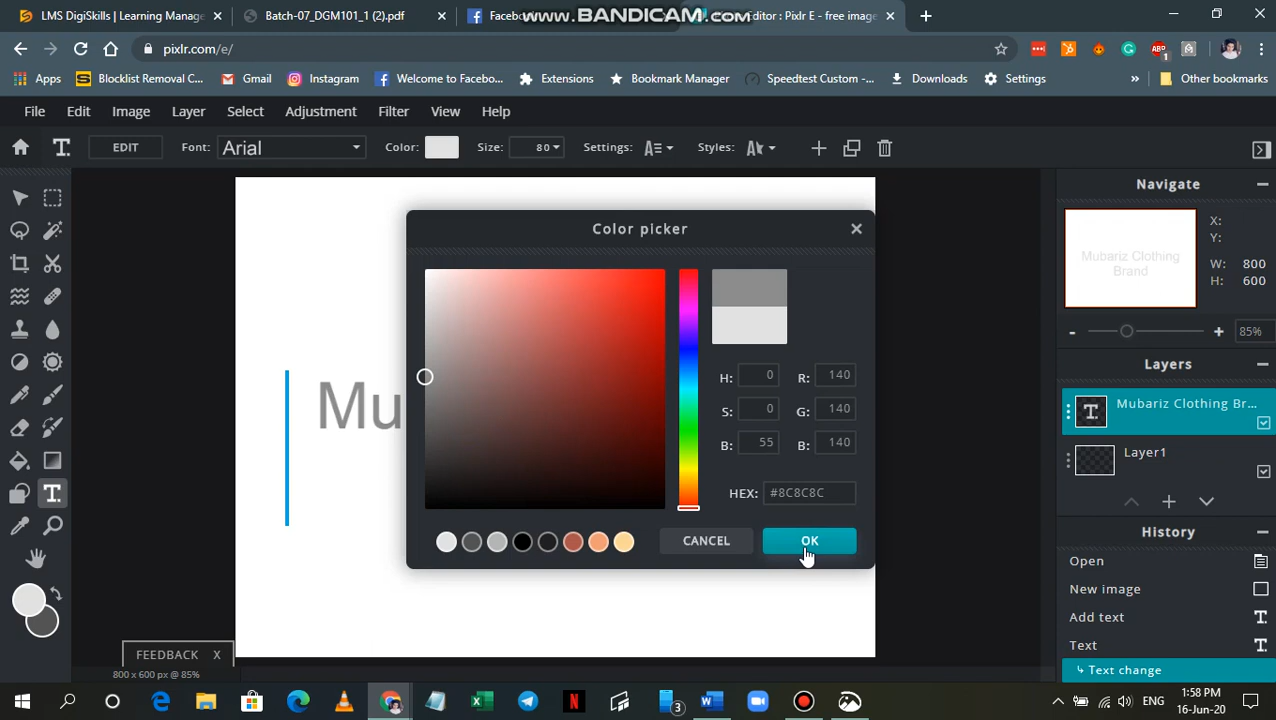 LMS DigiSkills | Learning Manage
Batch-07_DGM101_1 (2).pdf
Facebook
www.BANDICAM.com
Editor : Pixlr E - free image
pixlr.com/e/
Apps
Blocklist Removal C...
Gmail
Instagram
Welcome to Facebo...
Extensions
Bookmark Manager
Speedtest Custom -...
Downloads
Settings
»
Other bookmarks
File Edit Image Layer Select Adjustment Filter View Help
EDIT Font: Arial Color: Size: 80 Settings: Styles:
Color picker
Mu
H: 0 R: 140
S: 0 G: 140
B: 55 B: 140
HEX: #8C8C8C
CANCEL OK
Navigate
Mubariz Clothing
Brand
X:
Y:
W: 800
H: 600
- + 85%
Layers
Mubariz Clothing Br...
Layer1
History
Open
New image
Add text
Text
Text change
FEEDBACK X
800 x 600 px @ 85%
3
ENG
1:58 PM
16-Jun-20